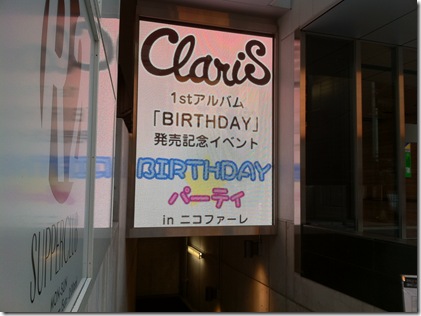 ClariS
1stアルバム
「BIRTHDAY」
発売記念イベント
BIRTHDAY
パーティ
in ニコファーレ
SUPPERCLUB